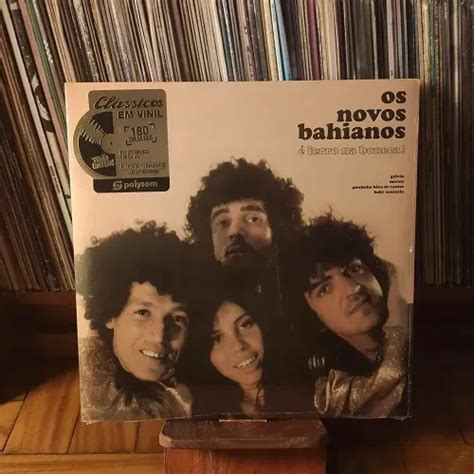 Clássicos
EM VINIL
180
polysom
os
novos
bahianos
é ferro na boneca!
galvão
moraes
paulinho boca de cantor
baby consuelo